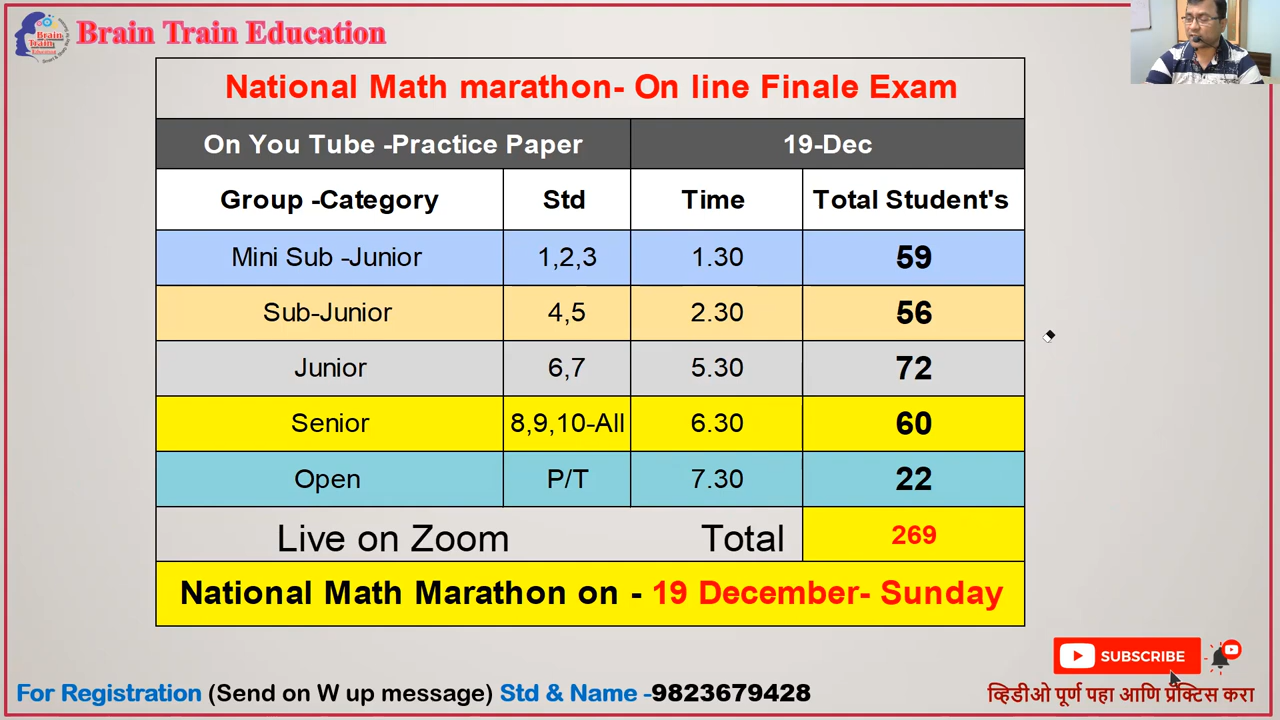 Brain Train Education
Brain
Train
Education
National Math marathon- On line Finale Exam
On You Tube -Practice Paper 19-Dec
Group -Category Std Time Total Student's
Mini Sub -Junior 1,2,3 1.30 59
Sub-Junior 4,5 2.30 56
Junior 6,7 5.30 72
Senior 8,9,10-All 6.30 60
Open P/T 7.30 22
Live on Zoom Total 269
National Math Marathon on - 19 December- Sunday
SUBSCRIBE
For Registration (Send on W up message) Std & Name -9823679428
व्हिडीओ पूर्ण पहा आणि प्रॅक्टिस करा